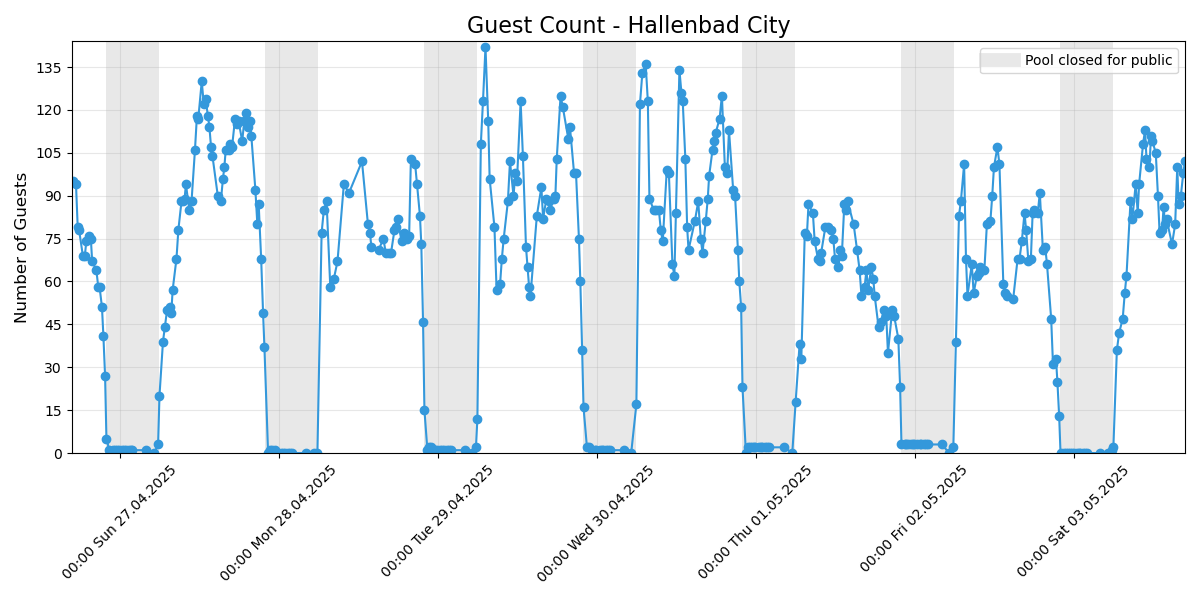 Guest Count - Hallenbad City
Pool closed for public
Number of Guests
135
120
105
90
75
60
45
30
15
0
00:00 Sun 27.04.2025
00:00 Mon 28.04.2025
00:00 Tue 29.04.2025
00:00 Wed 30.04.2025
00:00 Thu 01.05.2025
00:00 Fri 02.05.2025
00:00 Sat 03.05.2025